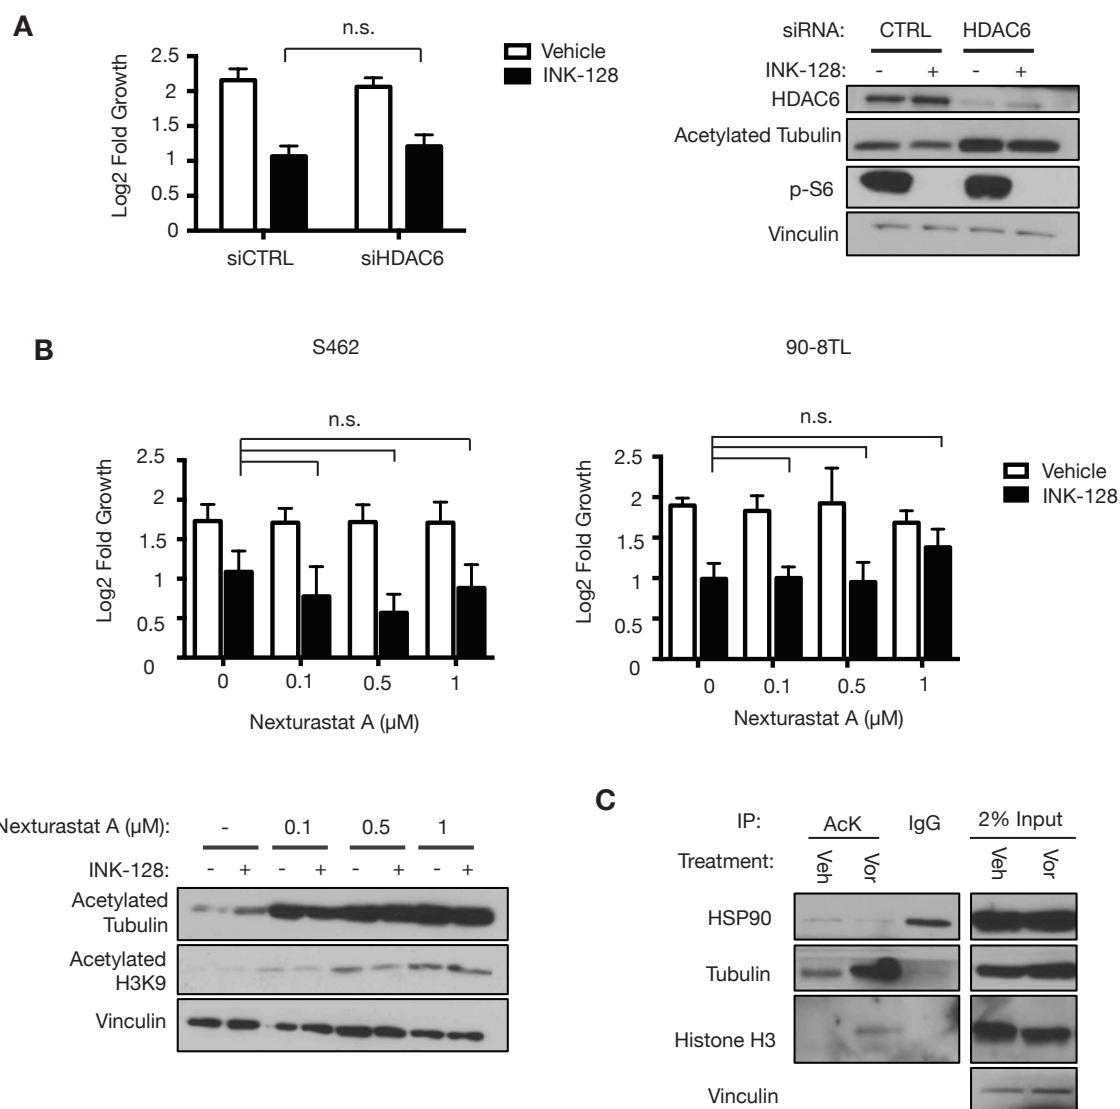 A
n.s.
Vehicle
INK-128
Log2 Fold Growth
2.5
2
1.5
1
0.5
0
siCTRL siHDAC6
siRNA: CTRL HDAC6
INK-128: - + - +
HDAC6
Acetylated Tubulin
p-S6
Vinculin
B
S462
n.s.
Log2 Fold Growth
2.5
2
1.5
1
0.5
0
0 0.1 0.5 1
Nexturastat A (µM)
90-8TL
n.s.
Log2 Fold Growth
2.5
2
1.5
1
0.5
0
0 0.1 0.5 1
Nexturastat A (µM)
Vehicle
INK-128
Nexturastat A (µM): - 0.1 0.5 1
INK-128: - + - + - + - +
Acetylated
Tubulin
Acetylated
H3K9
Vinculin
C
IP: AcK IgG 2% Input
Treatment: Veh Vor Veh Vor
HSP90
Tubulin
Histone H3
Vinculin